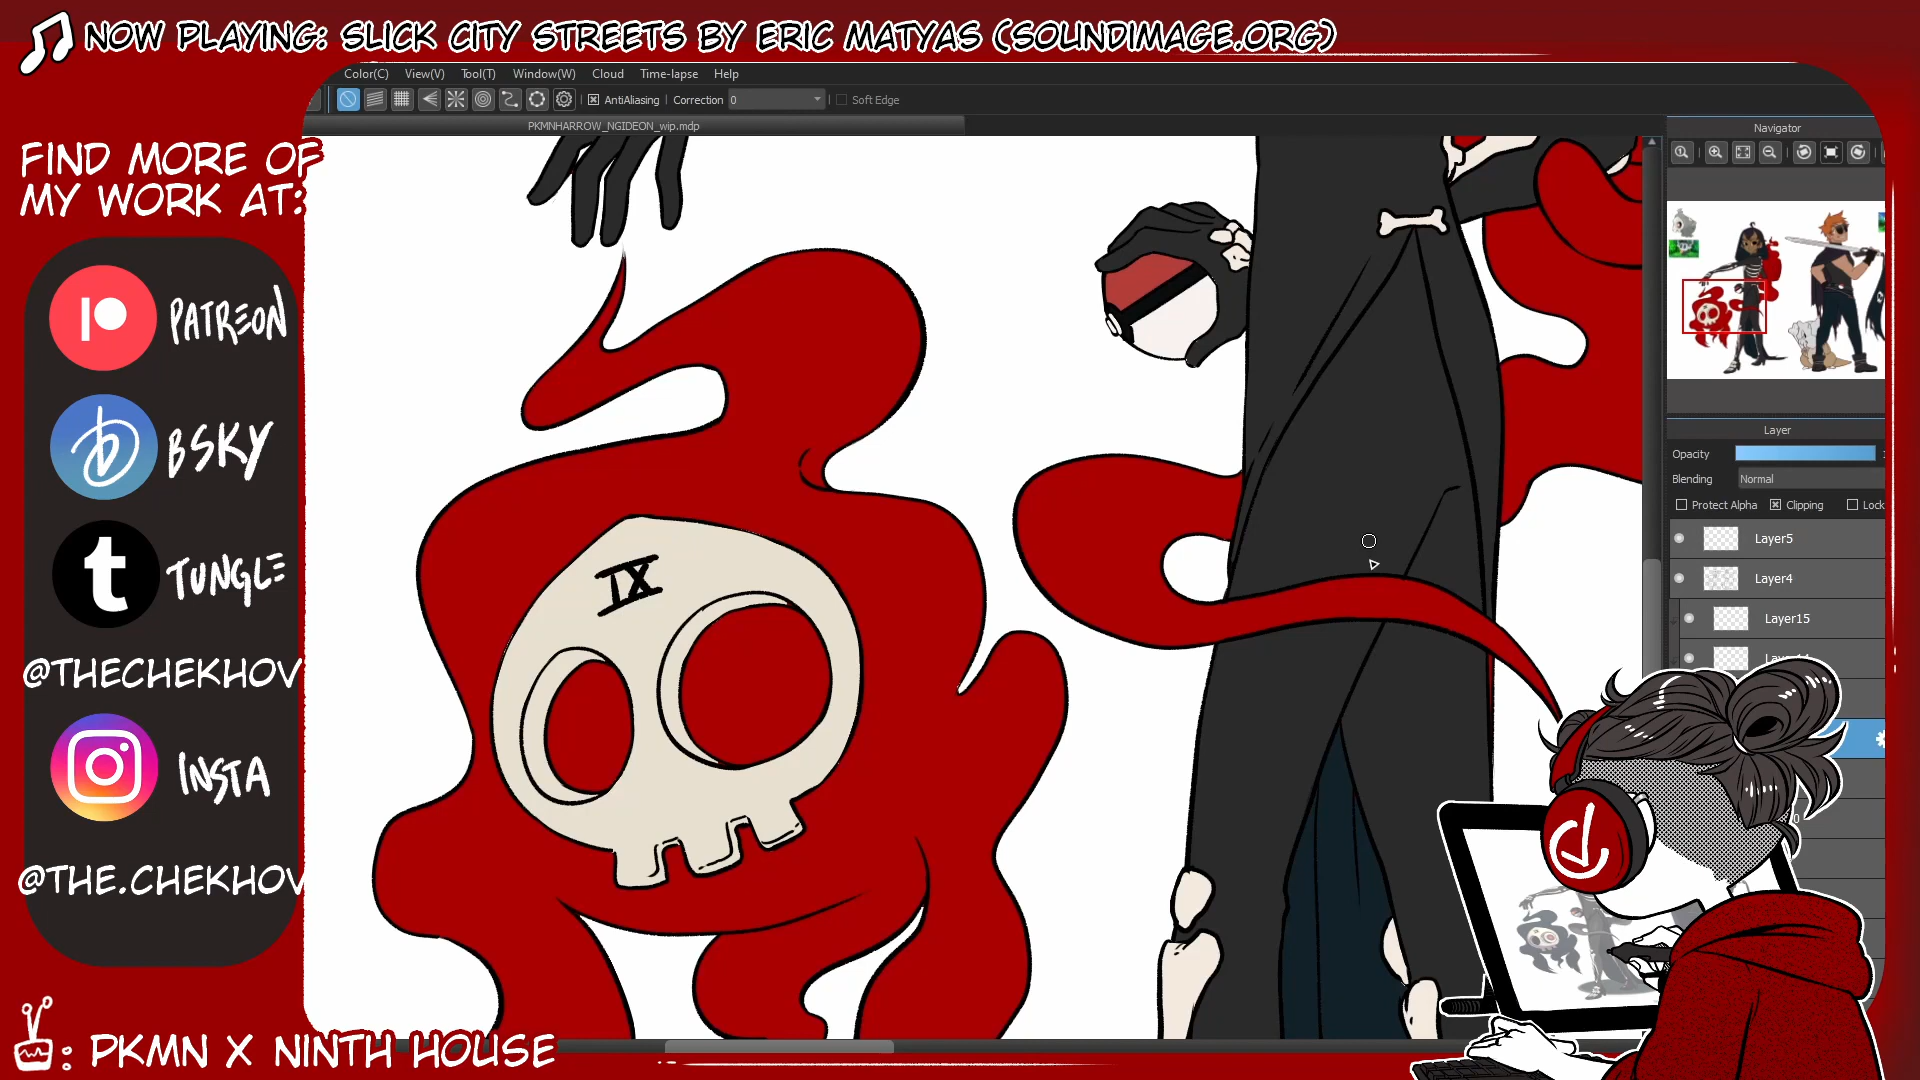 NOW PLAYING: SLICK CITY STREETS BY ERIC MATYAS (SOUNDIMAGE.ORG)
Color(C) View(V) Tool(T) Window(W) Cloud Time-lapse Help
AntiAliasing Correction 0 Soft Edge
PKMNHARROW_NGIDEON_wip.mdp
Navigator
FIND MORE OF
MY WORK AT:
PATREON
BSKY
TUNGLE
@THECHEKHOV
INSTA
@THE.CHEKHOV
IX
Layer
Opacity
Blending Normal
Protect Alpha Clipping Lock
Layer5
Layer4
Layer15
: PKMN X NINTH HOUSE